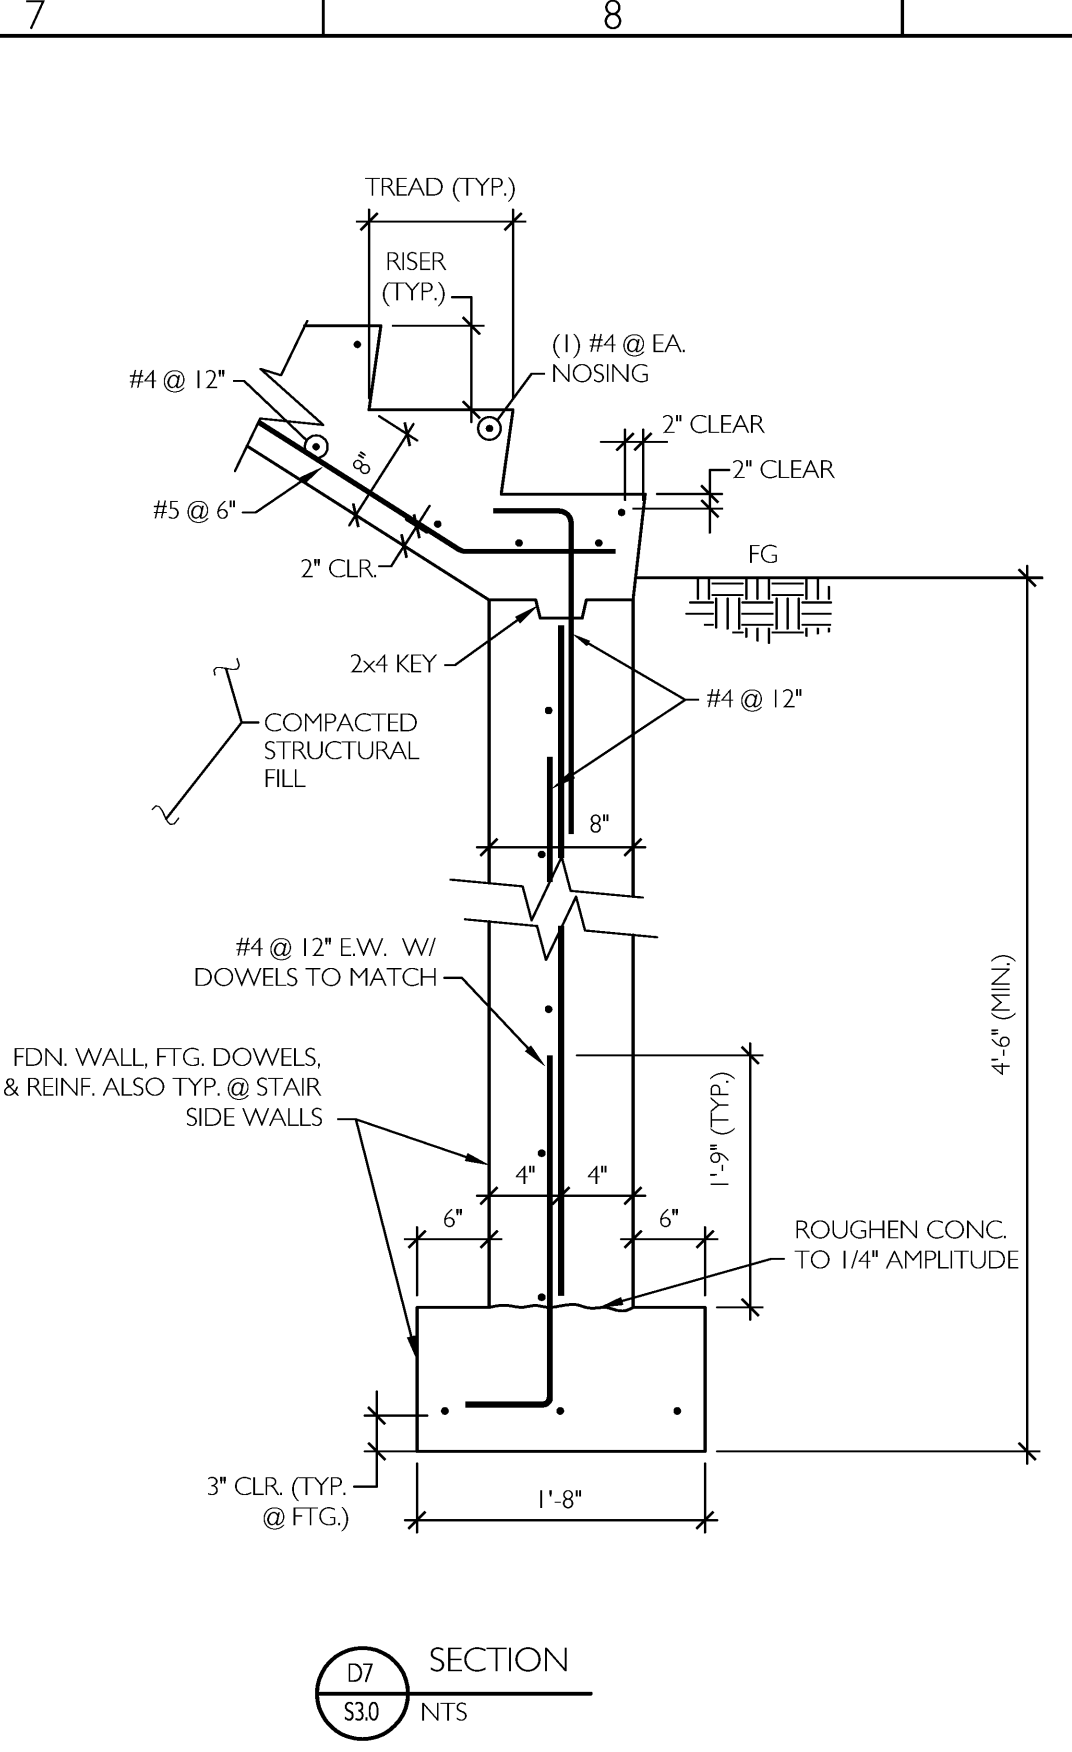 7
8
TREAD (TYP.)
RISER
(TYP.)
(1) #4 @ EA.
NOSING
#4 @ 12"
2" CLEAR
8"
2" CLEAR
#5 @ 6"
FG
2" CLR.
2x4 KEY
#4 @ 12"
COMPACTED
STRUCTURAL
FILL
8"
#4 @ 12" E.W. W/
DOWELS TO MATCH
4'-6" (MIN.)
FDN. WALL, FTG. DOWELS,
& REINF. ALSO TYP. @ STAIR
SIDE WALLS
1'-9" (TYP.)
4"
4"
6"
6"
ROUGHEN CONC.
TO 1/4" AMPLITUDE
3" CLR. (TYP.
@ FTG.)
1'-8"
D7
SECTION
S3.0
NTS